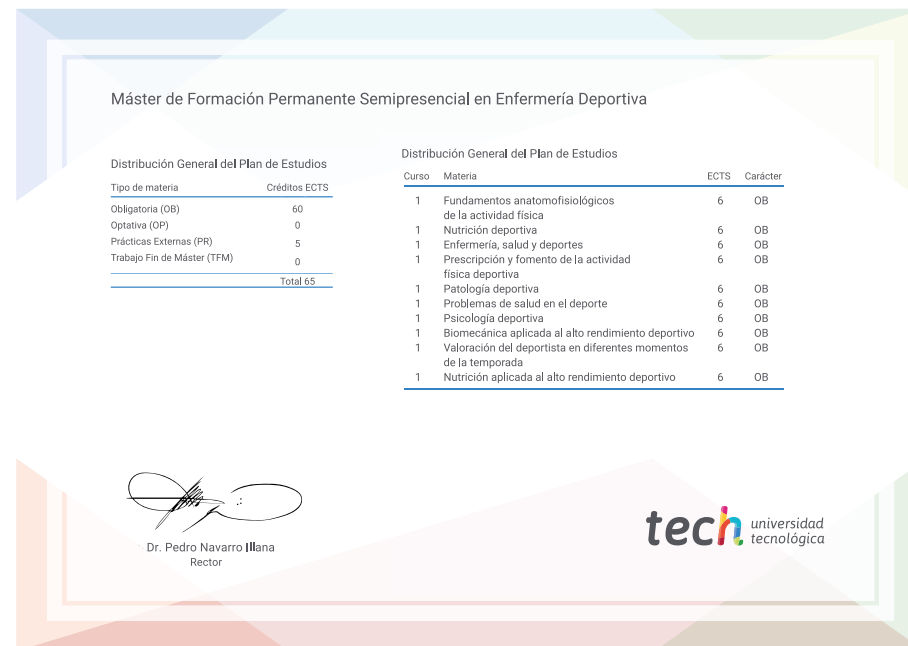 Máster de Formación Permanente Semipresencial en Enfermería Deportiva
Distribución General del Plan de Estudios
Tipo de materia Créditos ECTS
Obligatoria (OB) 60
Optativa (OP) 0
Prácticas Externas (PR) 5
Trabajo Fin de Máster (TFM) 0
Total 65
Distribución General del Plan de Estudios
Curso Materia ECTS Carácter
1 Fundamentos anatomofisiológicos 6 OB
de la actividad física
1 Nutrición deportiva 6 OB
1 Enfermería, salud y deportes 6 OB
1 Prescripción y fomento de la actividad 6 OB
física deportiva
1 Patología deportiva 6 OB
1 Problemas de salud en el deporte 6 OB
1 Psicología deportiva 6 OB
1 Biomecánica aplicada al alto rendimiento deportivo 6 OB
1 Valoración del deportista en diferentes momentos 6 OB
de la temporada
1 Nutrición aplicada al alto rendimiento deportivo 6 OB
Dr. Pedro Navarro Illana
Rector
tech universidad
tecnológica